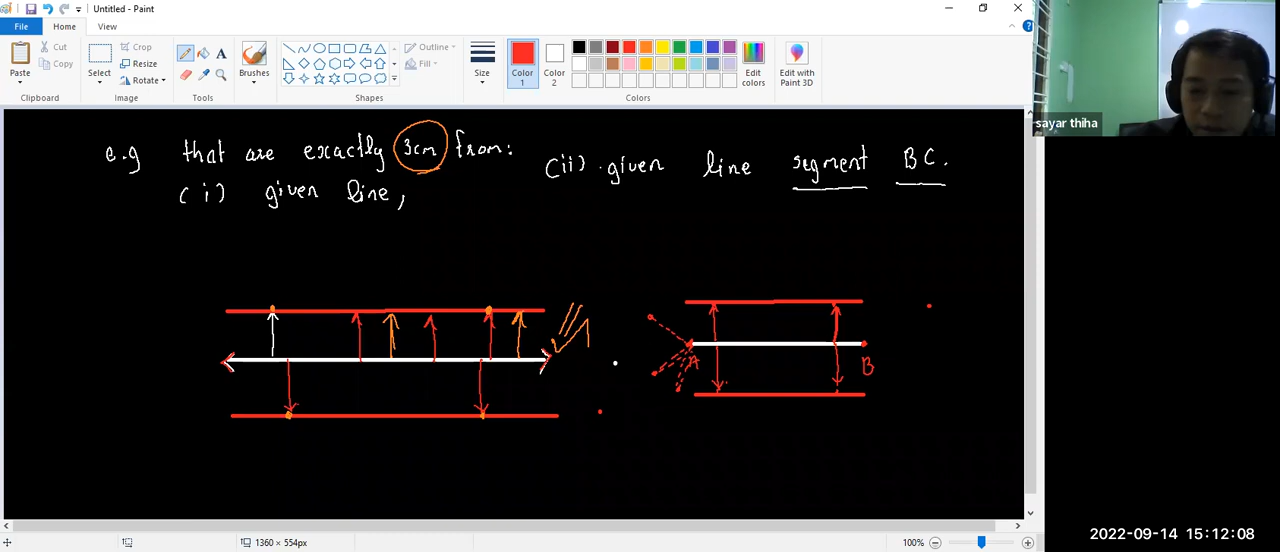 Untitled - Paint
File
Home
View
Paste
Cut
Copy
Clipboard
Select
Crop
Resize
Rotate
Image
Tools
A
Brushes
Shapes
Outline
Fill
Size
Color 1
Color 2
Edit colors
Colors
Edit with Paint 3D
sayar thiha
e.g that are exactly 3cm from:
(i) given line,
(ii) given line segment BC.
A
B
1360 × 554px
100%
2022-09-14 15:12:08